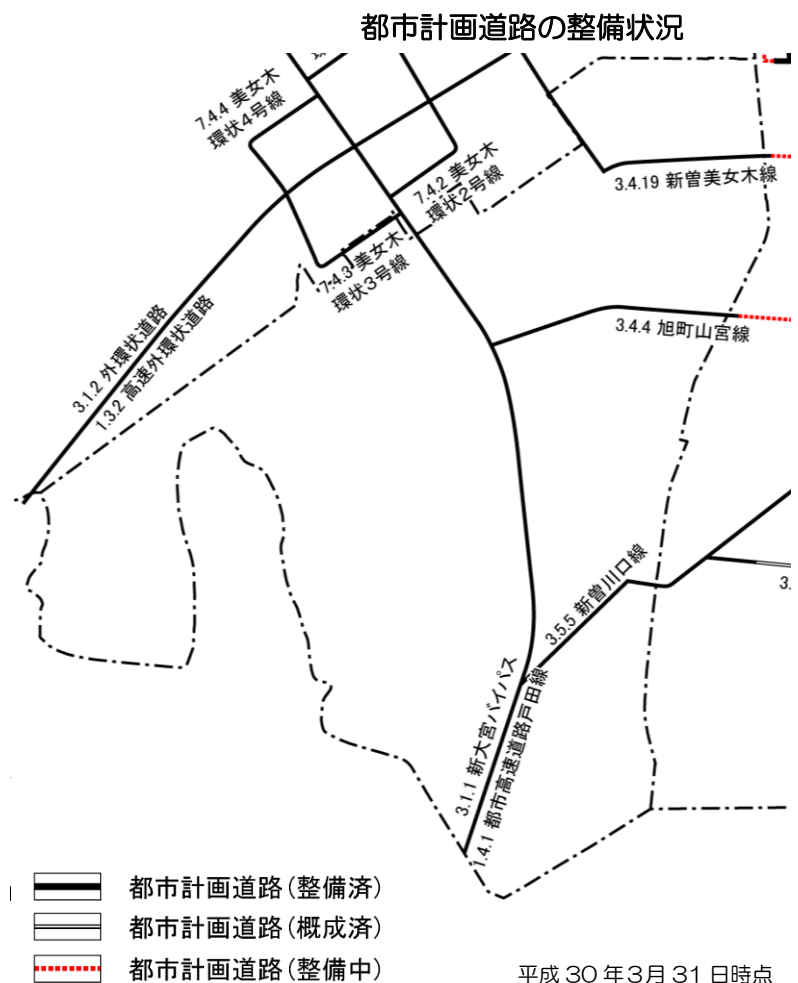 都市計画道路の整備状況
7.4.4 美女木
環状4号線
7.4.2 美女木
環状2号線
3.4.19 新曽美女木線
7.4.3 美女木
環状3号線
3.4.4 旭町山宮線
3.1.2 外環状道路
1.3.2 高速外環状道路
3.5.5 新曽川口線
3.
3.1.1 新大宮バイパス
1.4.1 都市高速道路戸田線
都市計画道路(整備済)
都市計画道路(概成済)
都市計画道路(整備中)
平成 30 年3月 31 日時点